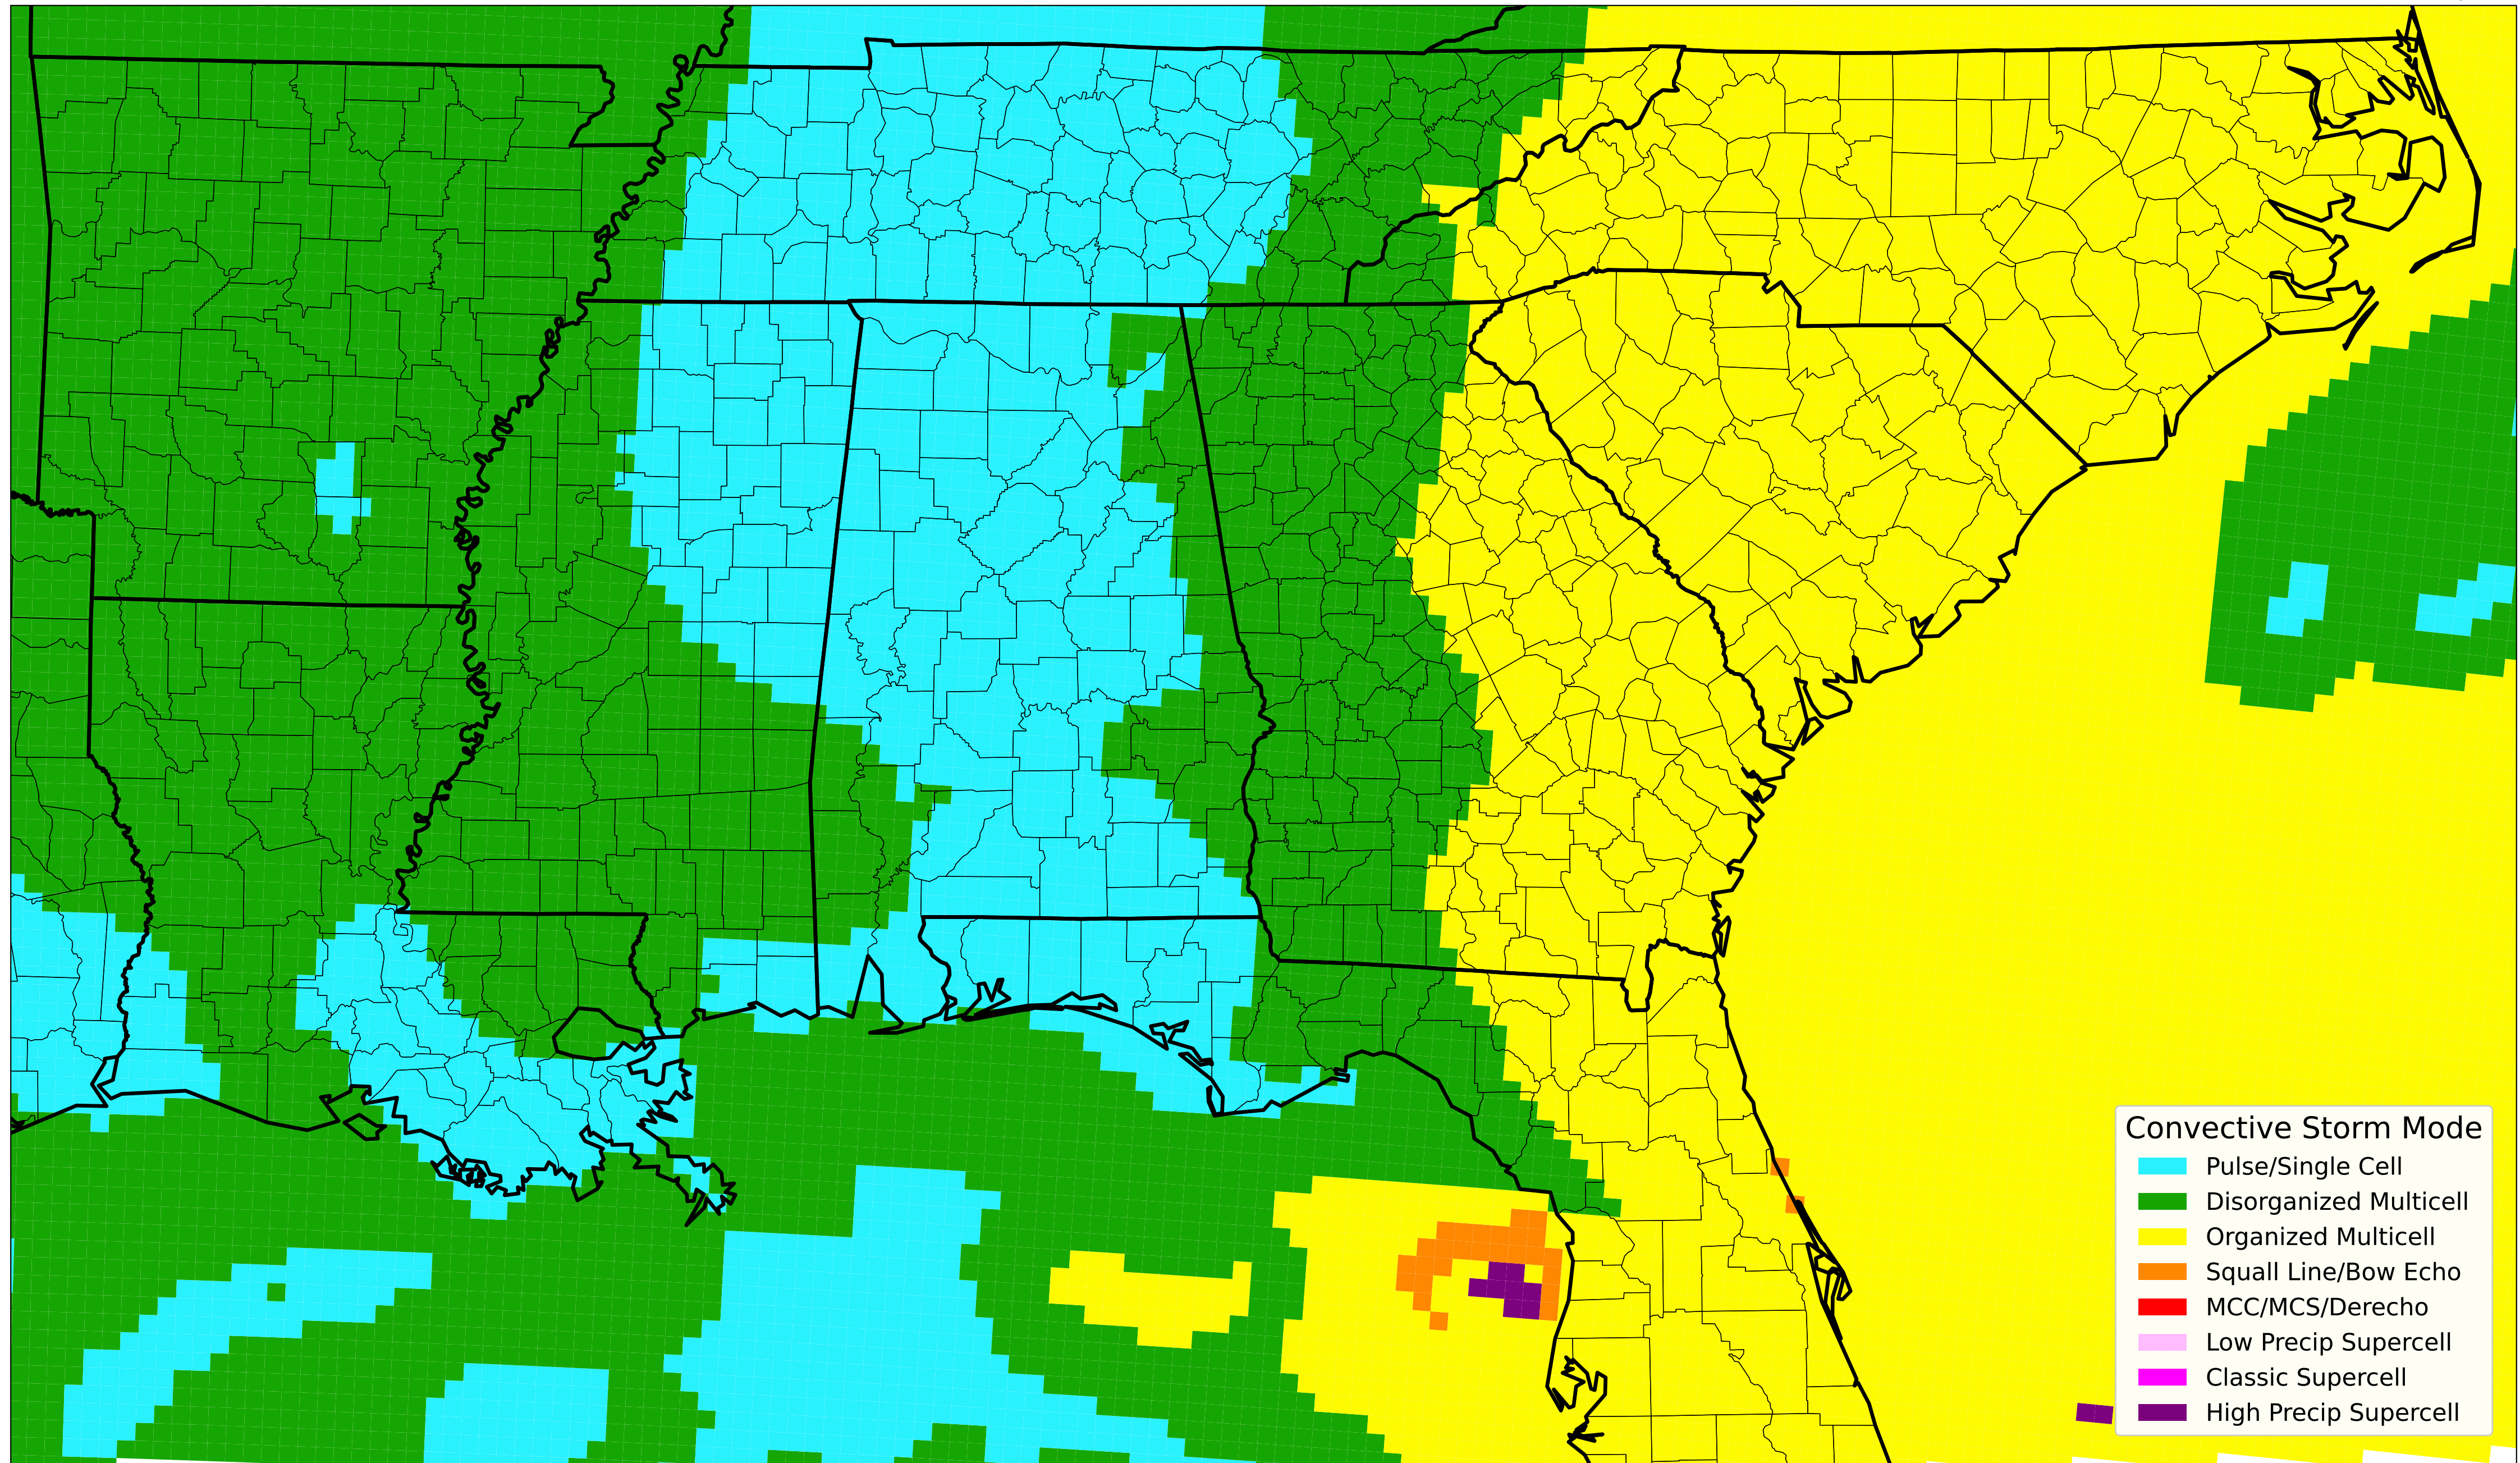 Convective Storm Mode
Pulse/Single Cell
Disorganized Multicell
Organized Multicell
Squall Line/Bow Echo
MCC/MCS/Derecho
Low Precip Supercell
Classic Supercell
High Precip Supercell